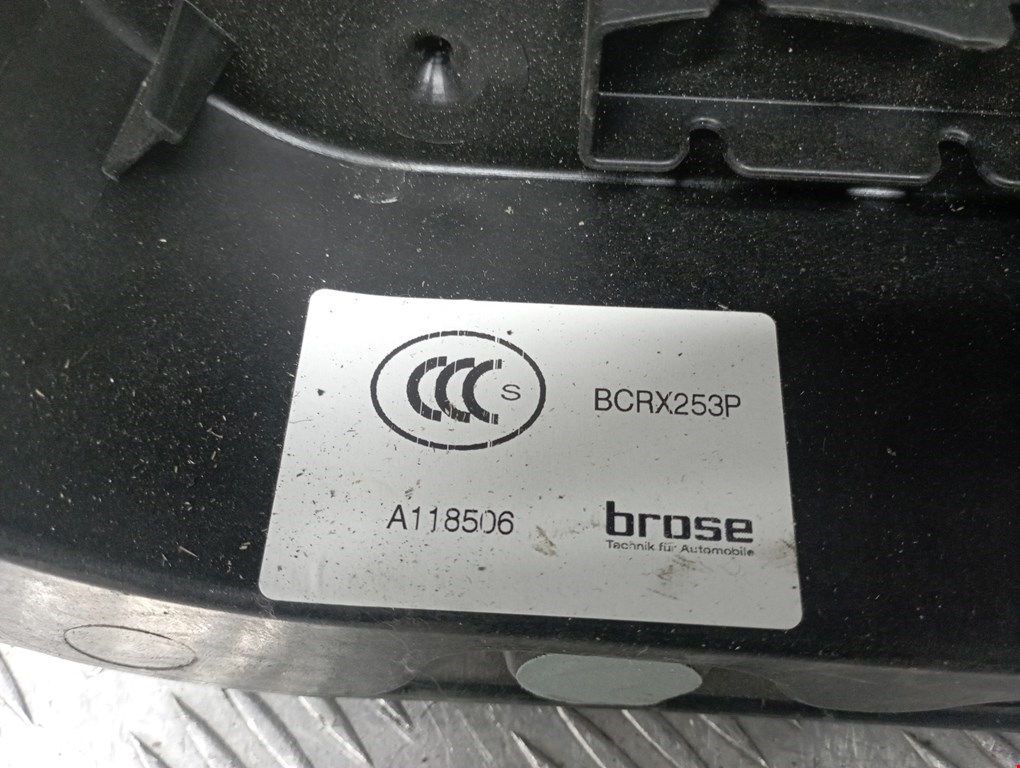 CCC S
BCRX253P
A118506
brose
Technik für Automobile